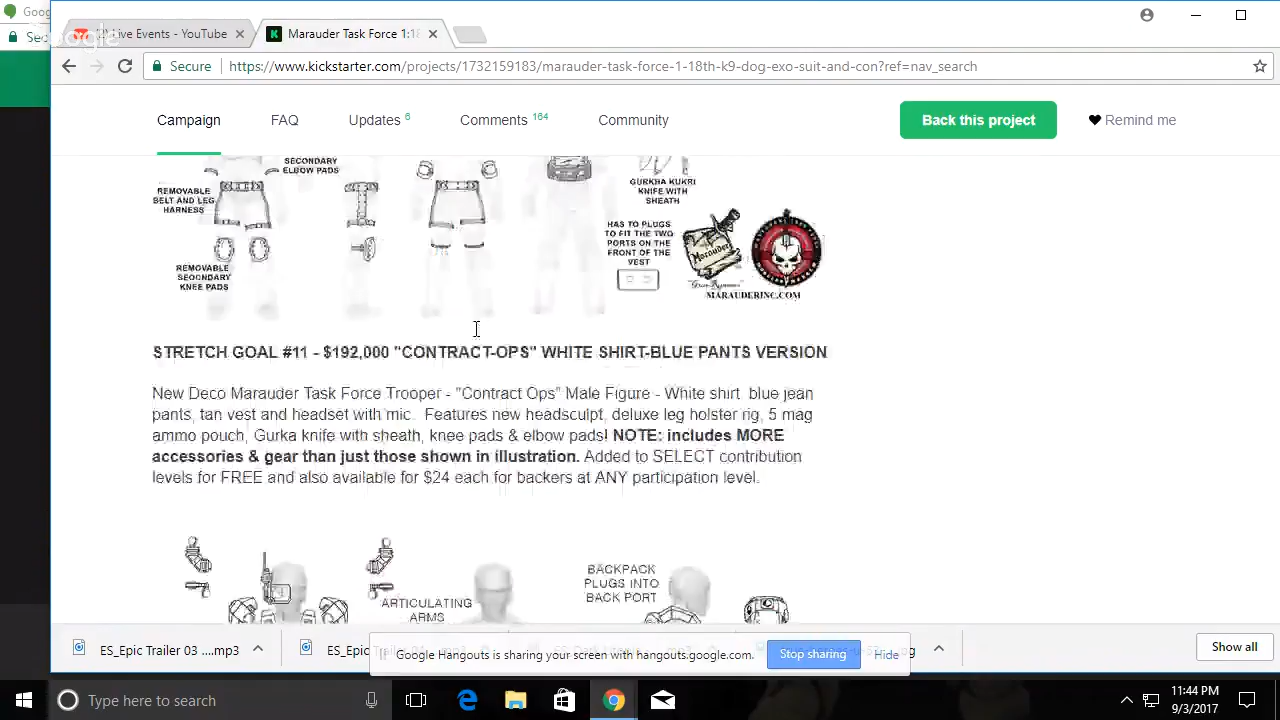 Goog
Live Events - YouTube
Marauder Task Force 1:18
Sec
Google
Secure
https://www.kickstarter.com/projects/1732159183/marauder-task-force-1-18th-k9-dog-exo-suit-and-con?ref=nav_search
Campaign
FAQ
Updates 6
Comments 164
Community
Back this project
Remind me
SECONDARY
ELBOW PADS
REMOVABLE
BELT AND LEG
HARNESS
REMOVABLE
SECONDARY
KNEE PADS
GURKHA KUKRI
KNIFE WITH
SHEATH
HAS TO PLUGS
TO FIT THE TWO
PORTS ON THE
FRONT OF THE
VEST
Marauder
MARAUDERINC.COM
STRETCH GOAL #11 - $192,000 "CONTRACT-OPS" WHITE SHIRT-BLUE PANTS VERSION
New Deco Marauder Task Force Trooper - "Contract Ops" Male Figure - White shirt blue jean
pants, tan vest and headset with mic. Features new headsculpt, deluxe leg holster rig, 5 mag
ammo pouch, Gurka knife with sheath, knee pads & elbow pads! NOTE: includes MORE
accessories & gear than just those shown in illustration. Added to SELECT contribution
levels for FREE and also available for $24 each for backers at ANY participation level.
ARTICULATING
ARMS
BACKPACK
PLUGS INTO
BACK PORT
ES_Epic Trailer 03 ....mp3
ES_Epic
Google Hangouts is sharing your screen with hangouts.google.com.
Stop sharing
Hide
Show all
Type here to search
11:44 PM
9/3/2017